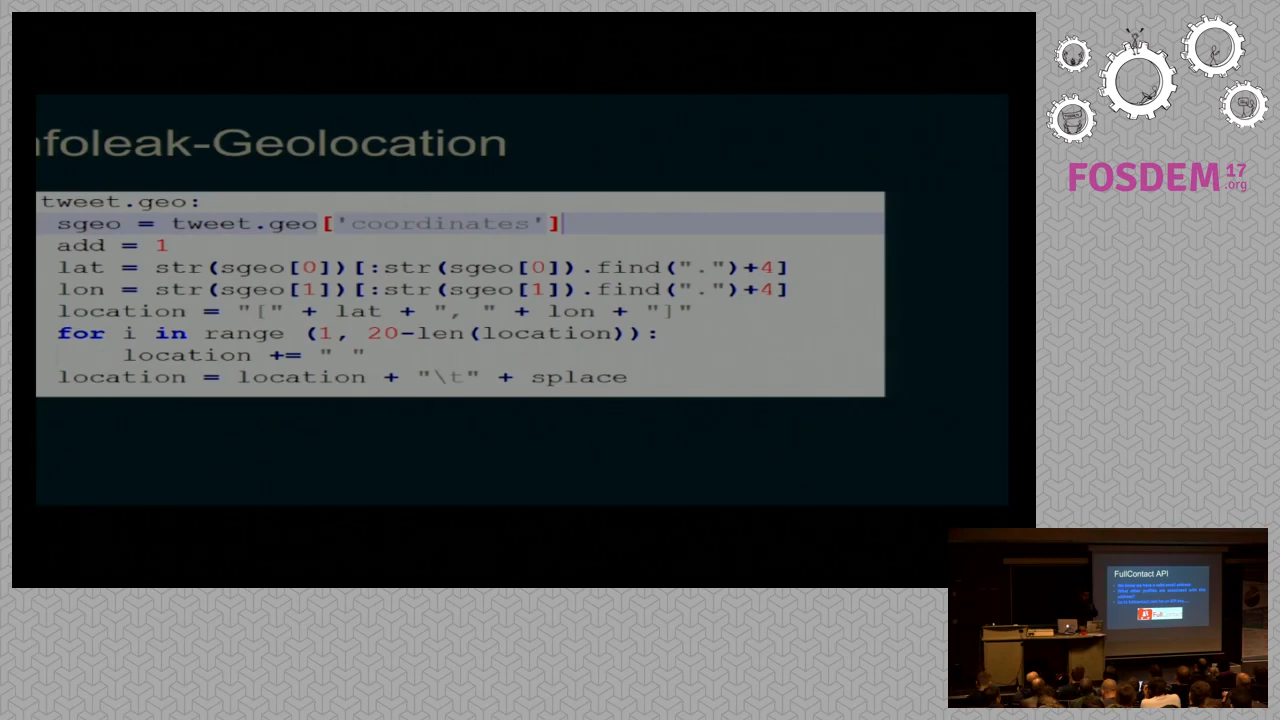 nfoleak-Geolocation
tweet.geo:
sgeo = tweet.geo['coordinates']
add = 1
lat = str(sgeo[0])[:str(sgeo[0]).find(".")+4]
lon = str(sgeo[1])[:str(sgeo[1]).find(".")+4]
location = "[" + lat + ", " + lon + "]"
for i in range (1, 20-len(location)):
location += " "
location = location + "\t" + splace
FOSDEM 17
.org
FullContact API